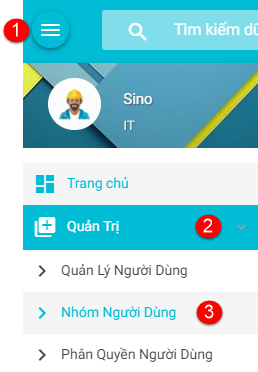 1
Tìm kiếm dũ
Sino
IT
Trang chủ
Quản Trị 2
Quản Lý Người Dùng
Nhóm Người Dùng 3
Phân Quyền Người Dùng